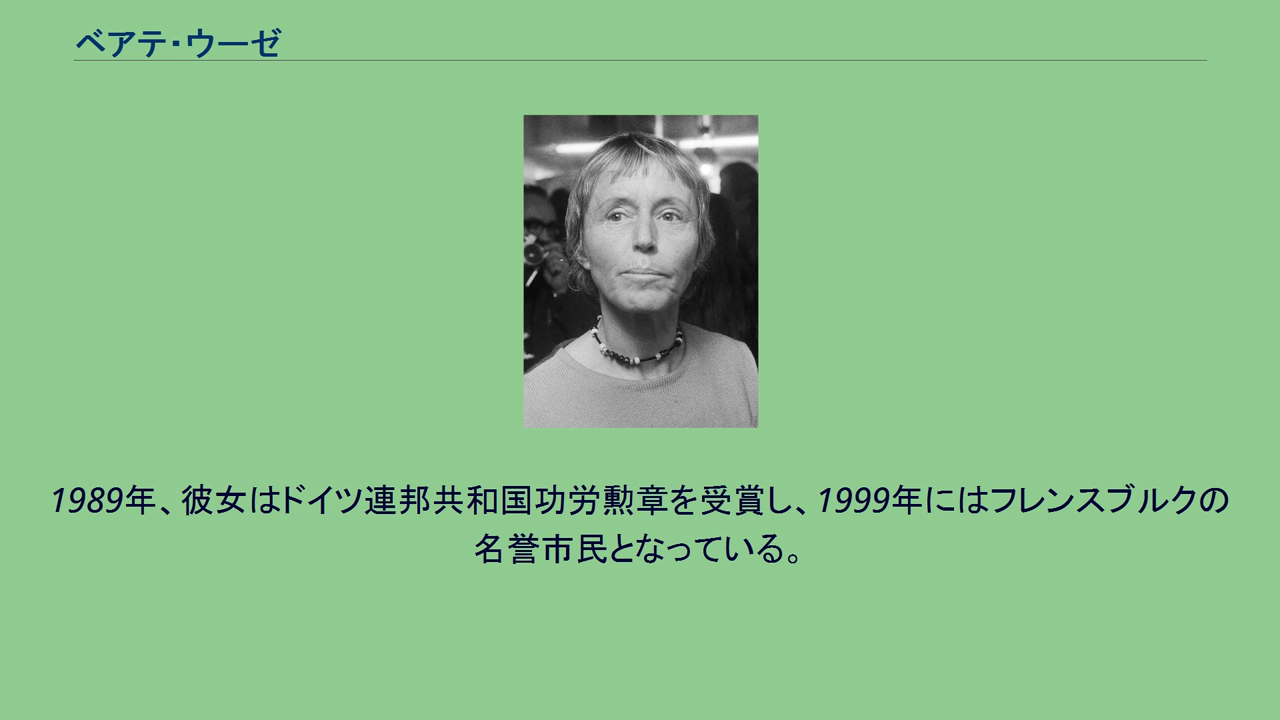 ベアテ・ウーゼ
1989年、彼女はドイツ連邦共和国功労勲章を受賞し、1999年にはフレンスブルクの
名誉市民となっている。